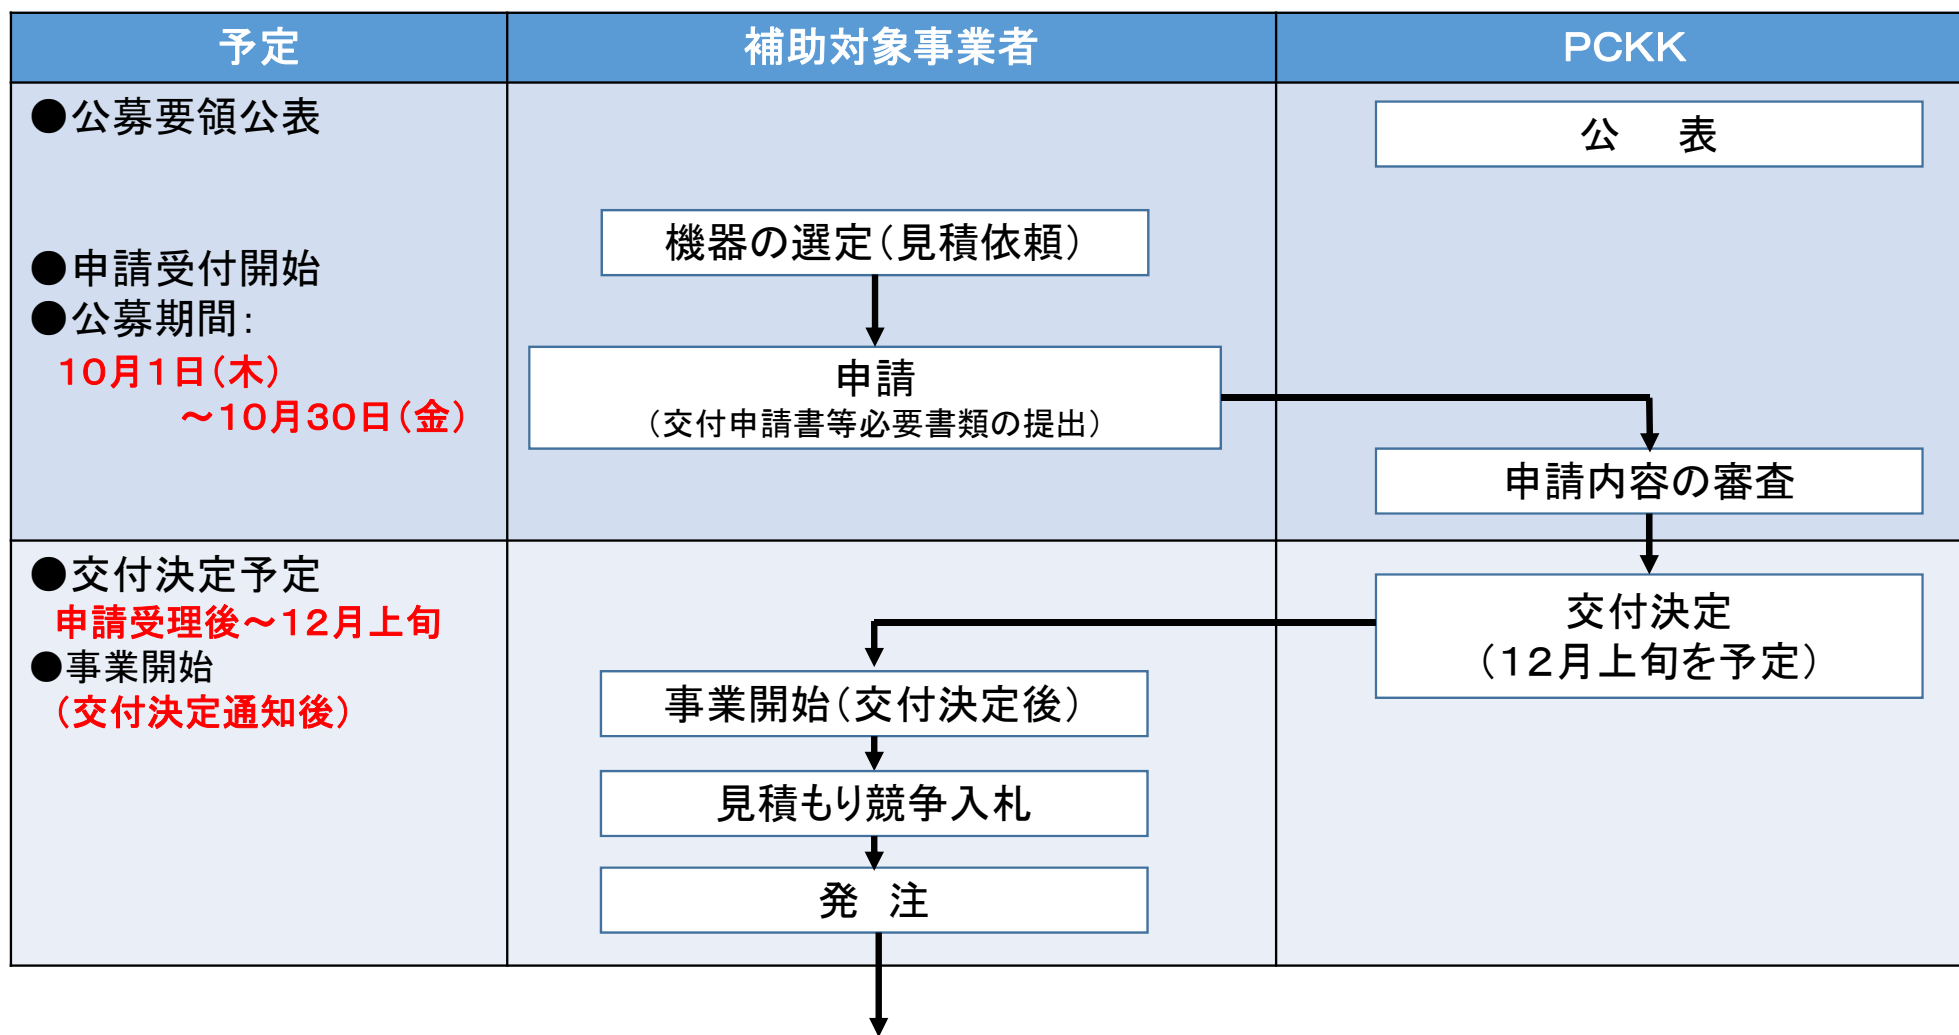 予定
補助対象事業者
PCKK
●公募要領公表
公　表
機器の選定（見積依頼）
●申請受付開始
●公募期間：
10月1日（木）
～10月30日（金）
申請
（交付申請書等必要書類の提出）
申請内容の審査
●交付決定予定
申請受理後～12月上旬
●事業開始
（交付決定通知後）
交付決定
（12月上旬を予定）
事業開始（交付決定後）
見積もり競争入札
発　注